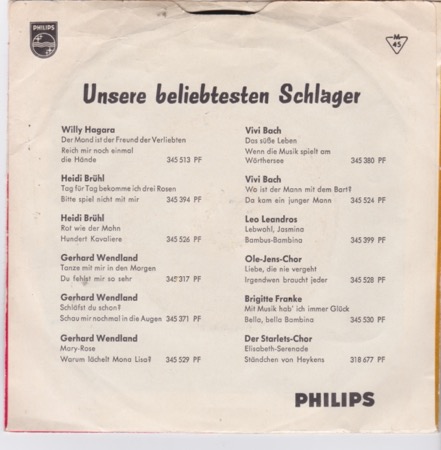 PHILIPS
M
45
Unsere beliebtesten Schlager
Willy Hagara
Der Mond ist der Freund der Verliebten
Reich mir noch einmal
die Hände 345 513 PF
Heidi Brühl
Tag für Tag bekomme ich drei Rosen
Bitte spiel nicht mit mir 345 394 PF
Heidi Brühl
Rot wie der Mohn
Hundert Kavaliere 345 526 PF
Gerhard Wendland
Tanze mit mir in den Morgen
Du fehlst mir so sehr 345 317 PF
Gerhard Wendland
Schläfst du schon?
Schau mir nochmal in die Augen 345 371 PF
Gerhard Wendland
Mary-Rose
Warum lächelt Mona Lisa? 345 529 PF
Vivi Bach
Das süße Leben
Wenn die Musik spielt am
Wörthersee 345 380 PF
Vivi Bach
Wo ist der Mann mit dem Bart?
Da kam ein junger Mann 345 524 PF
Leo Leandros
Lebwohl, Jasmina
Bambus-Bambina 345 399 PF
Ole-Jens-Chor
Liebe, die nie vergeht
Irgendwen braucht jeder 345 528 PF
Brigitte Franke
Mit Musik hab' ich immer Glück
Bella, bella Bambina 345 530 PF
Der Starlets-Chor
Elisabeth-Serenade
Ständchen von Heykens 318 677 PF
PHILIPS